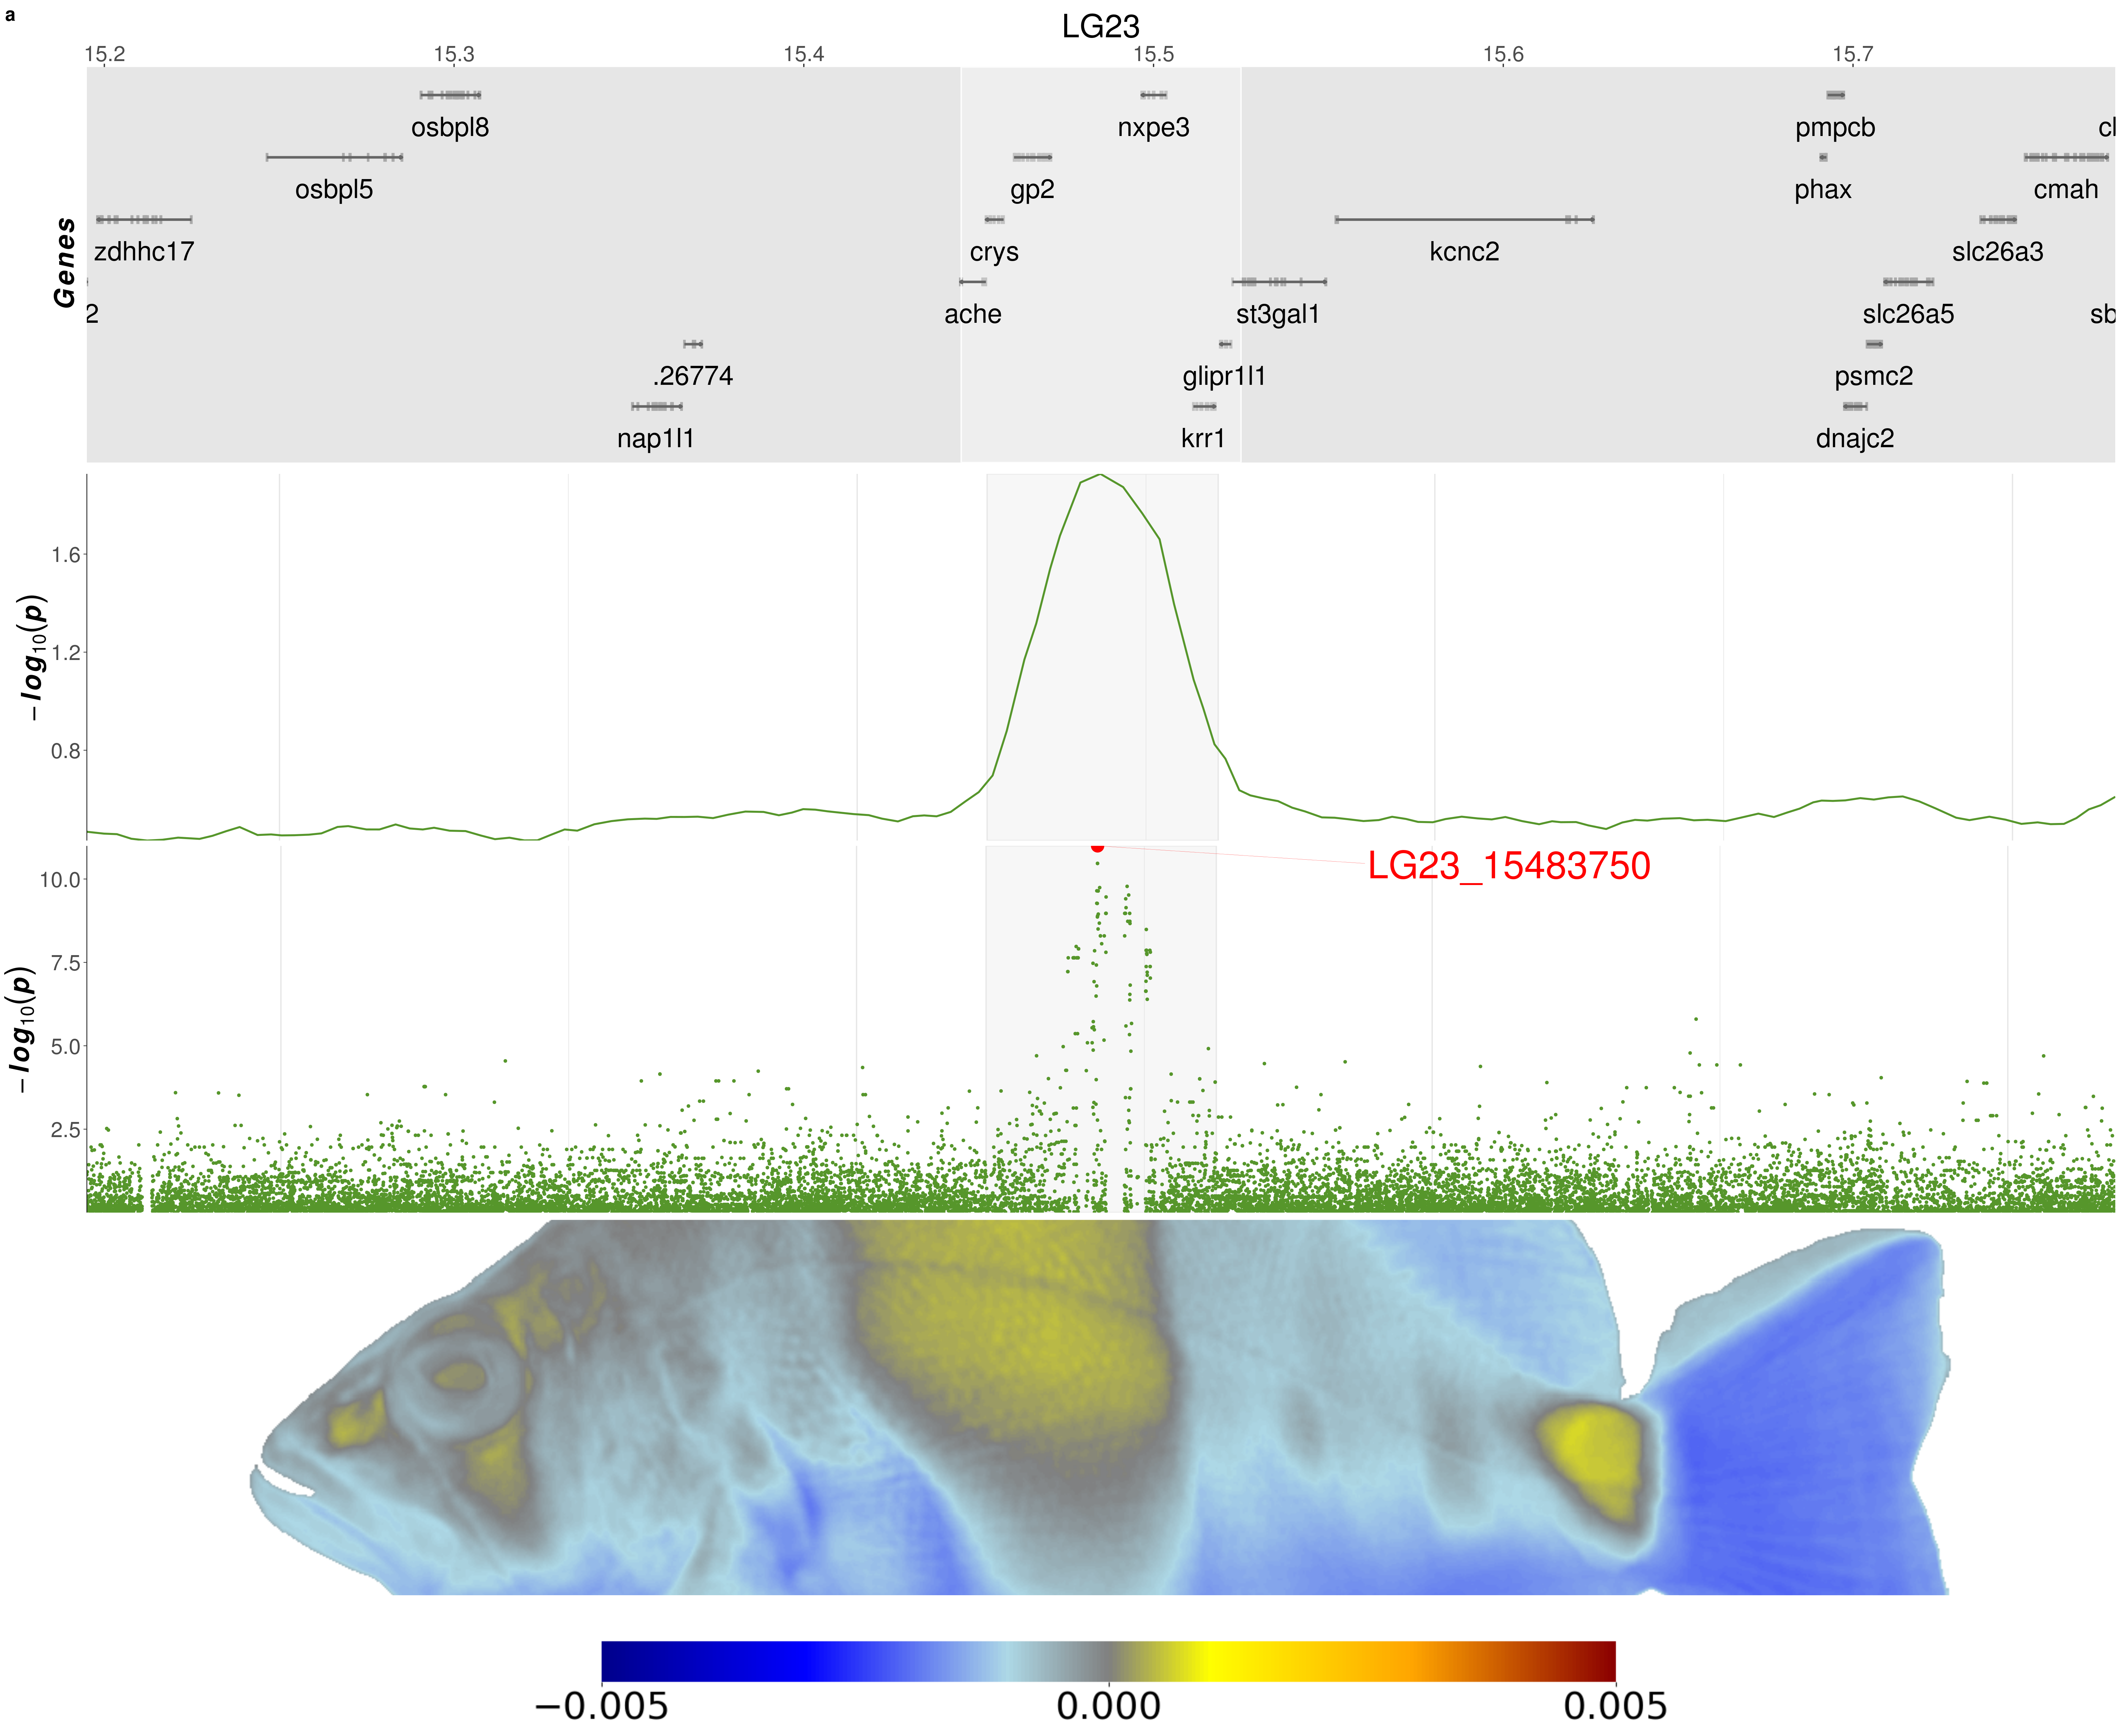 a
LG23
15.2 15.3 15.4 15.5 15.6 15.7
Genes
osbpl8 nxpe3 pmpcb cl
osbpl5 gp2 phax cmah
zdhhc17 crys kcnc2 slc26a3
2 ache st3gal1 slc26a5 sb
.26774 glipr1l1 psmc2
nap1l1 krr1 dnajc2
−log10(p)
1.6
1.2
0.8
−log10(p)
LG23_15483750
10.0
7.5
5.0
2.5
−0.005 0.000 0.005